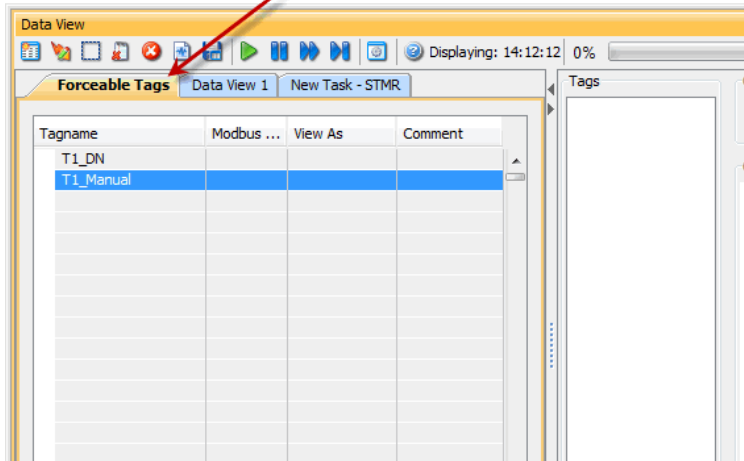 Data View
Displaying: 14:12:12 0%
Forceable Tags Data View 1 New Task - STMR
Tags
Tagname Modbus ... View As Comment
T1_DN
T1_Manual